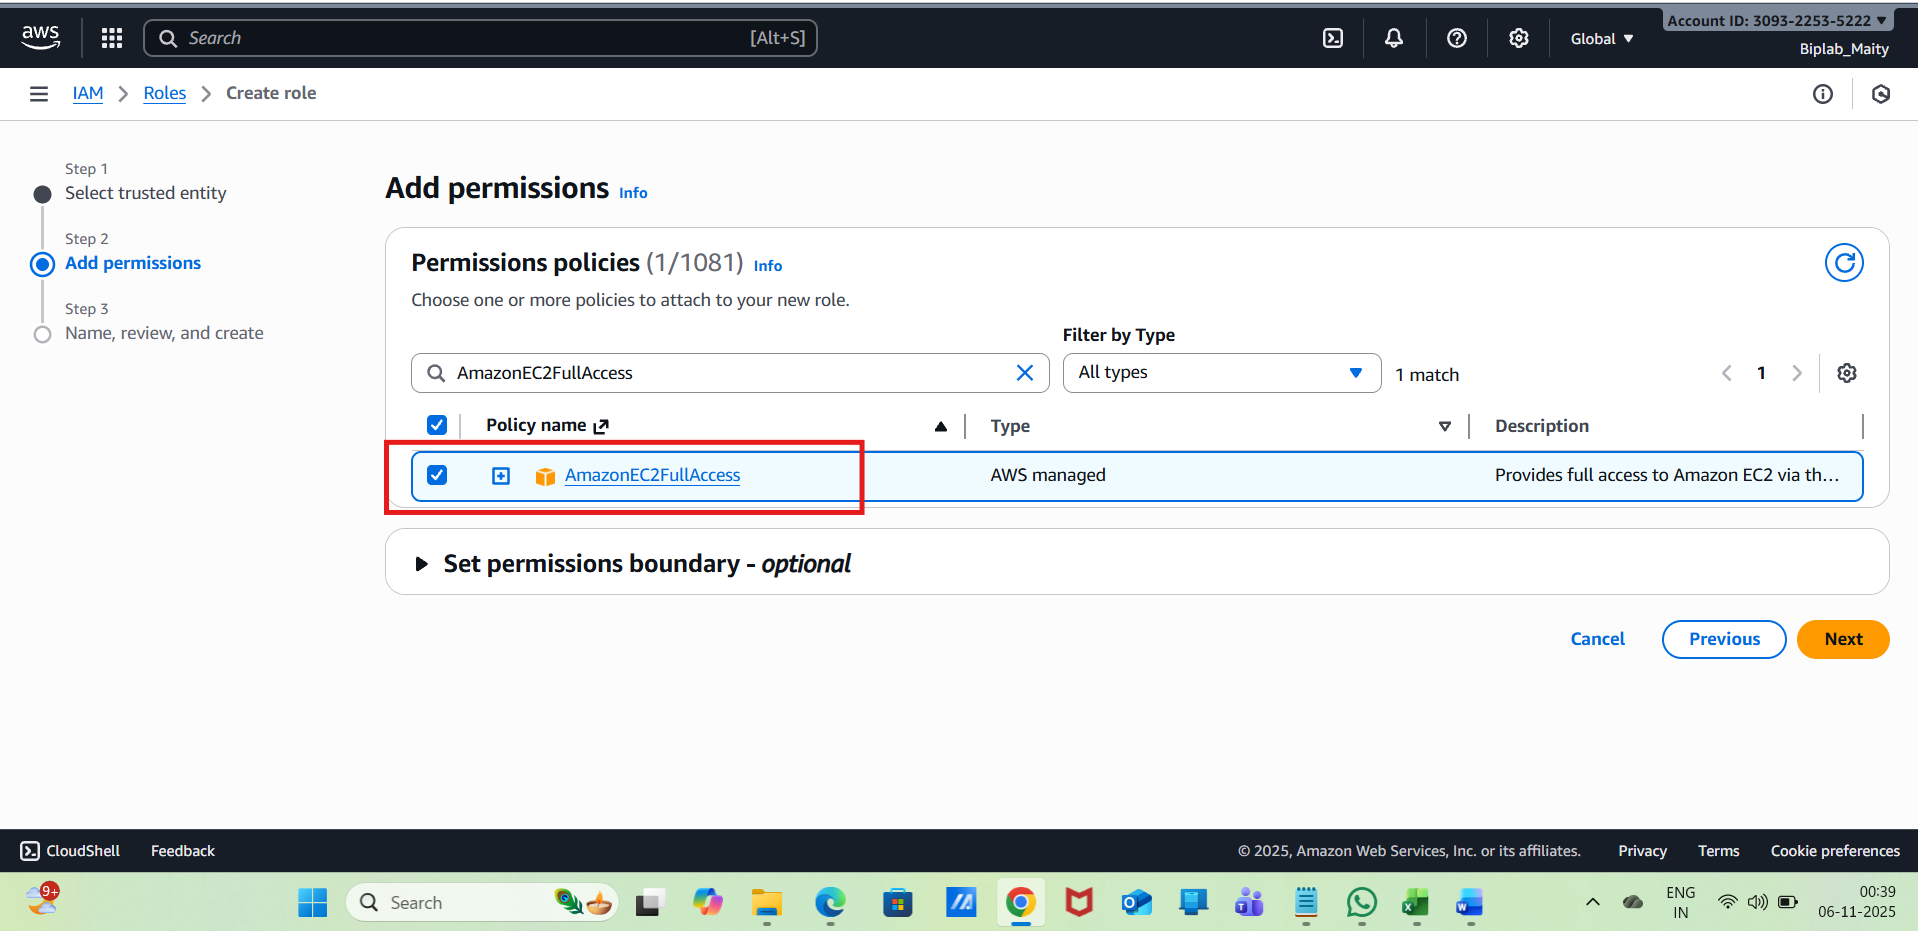 aws
Search [Alt+S]
Global
Account ID: 3093-2253-5222
Biplab_Maity
IAM
Roles
Create role
Step 1
Select trusted entity
Step 2
Add permissions
Step 3
Name, review, and create
Add permissions Info
Permissions policies (1/1081) Info
Choose one or more policies to attach to your new role.
Filter by Type
AmazonEC2FullAccess
All types
1 match
1
Policy name
Type
Description
AmazonEC2FullAccess
AWS managed
Provides full access to Amazon EC2 via th...
Set permissions boundary - optional
Cancel
Previous
Next
CloudShell
Feedback
© 2025, Amazon Web Services, Inc. or its affiliates.
Privacy
Terms
Cookie preferences
9+
Search
ENG
IN
00:39
06-11-2025